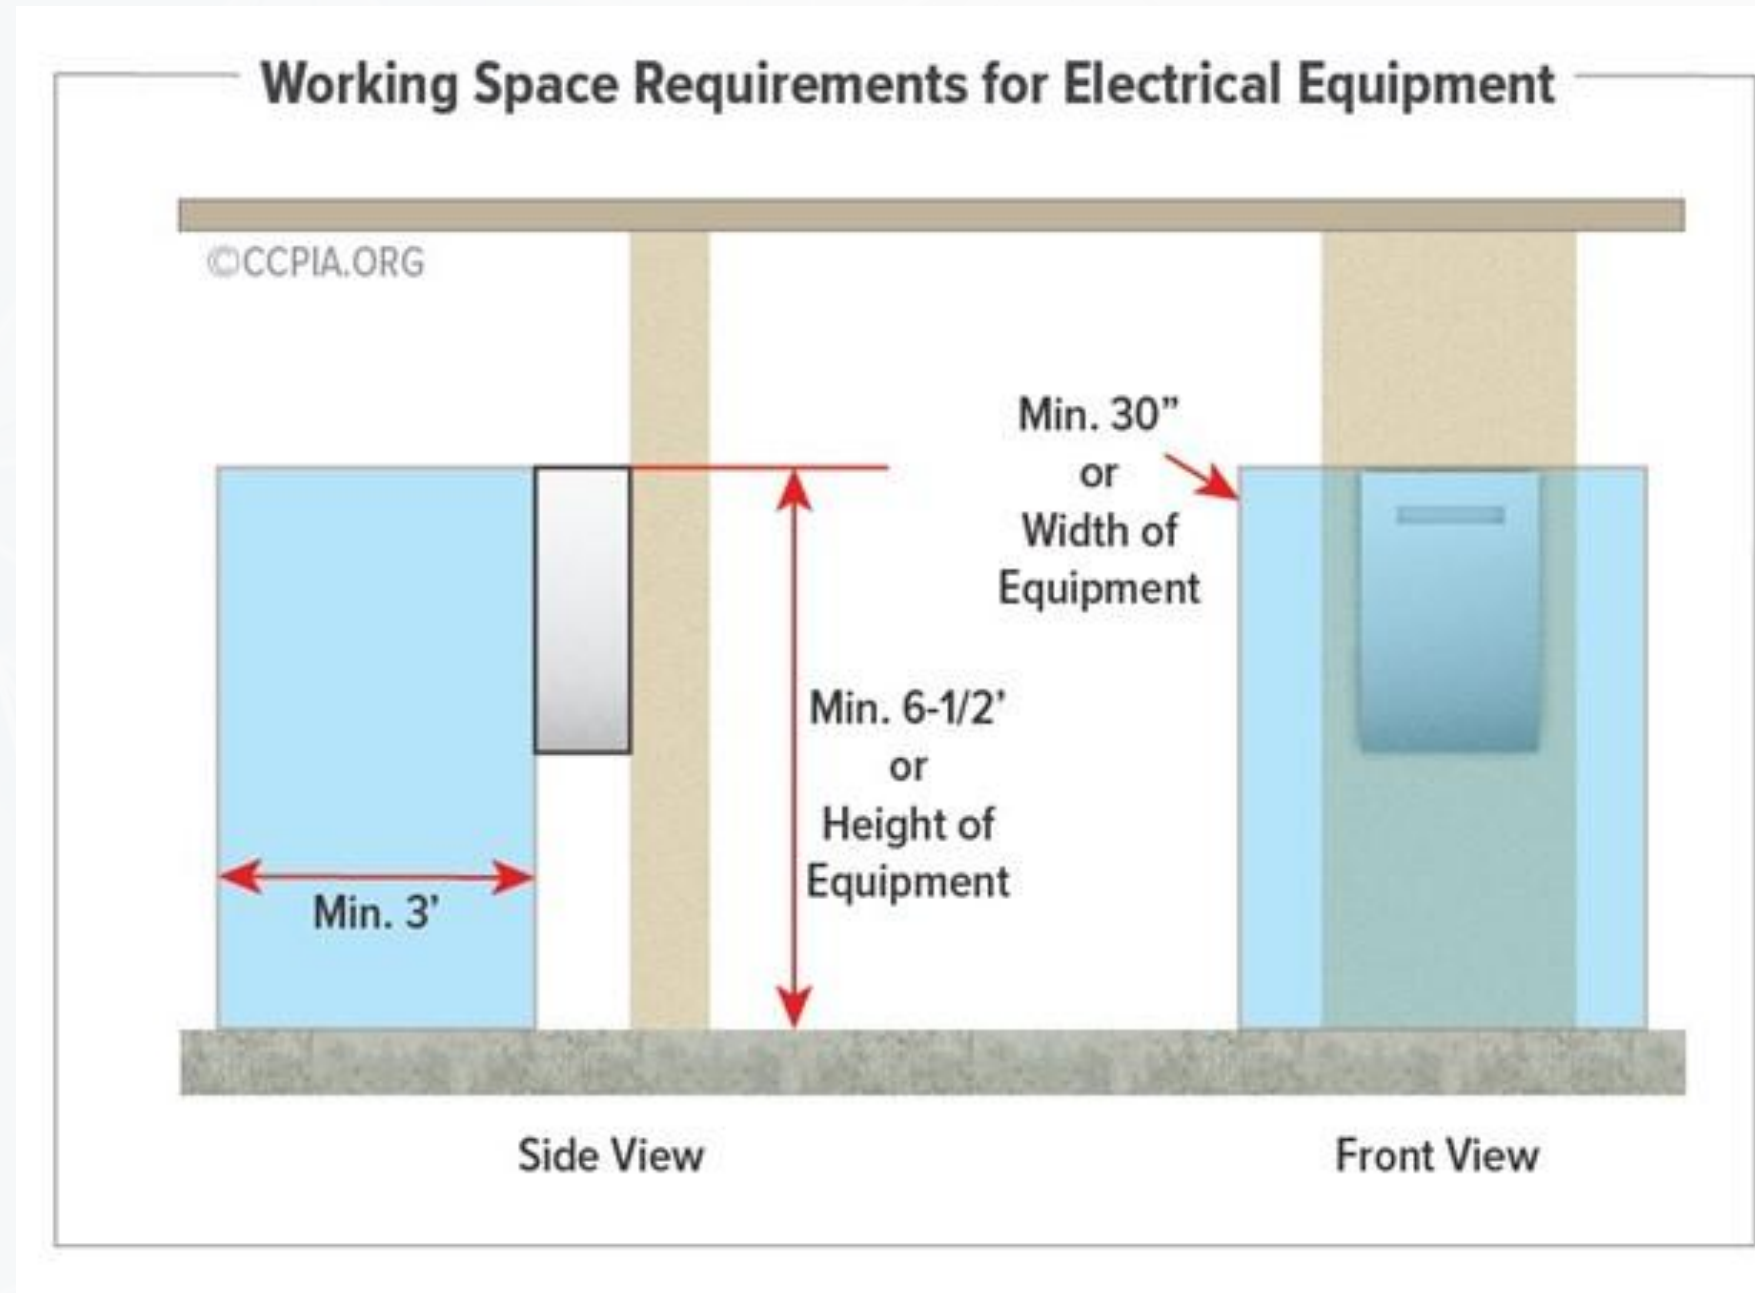 Working Space Requirements for Electrical Equipment
©CCPIA.ORG
Min. 30”
or
Width of
Equipment
Min. 6-1/2’
or
Height of
Equipment
Min. 3’
Side View
Front View